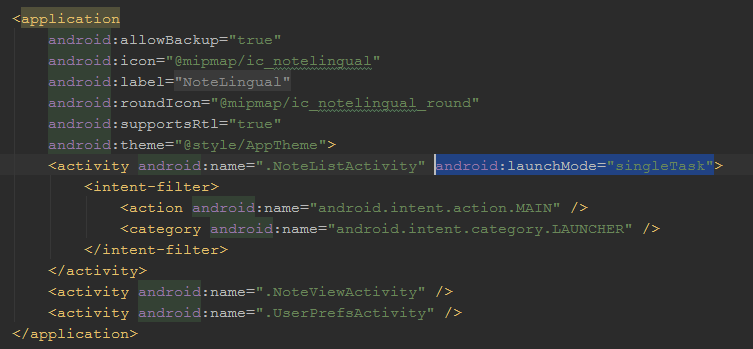 <application
android:allowBackup="true"
android:icon="@mipmap/ic_notelingual"
android:label="NoteLingual"
android:roundIcon="@mipmap/ic_notelingual_round"
android:supportsRtl="true"
android:theme="@style/AppTheme">
<activity android:name=".NoteListActivity" android:launchMode="singleTask">
<intent-filter>
<action android:name="android.intent.action.MAIN" />
<category android:name="android.intent.category.LAUNCHER" />
</intent-filter>
</activity>
<activity android:name=".NoteViewActivity" />
<activity android:name=".UserPrefsActivity" />
</application>